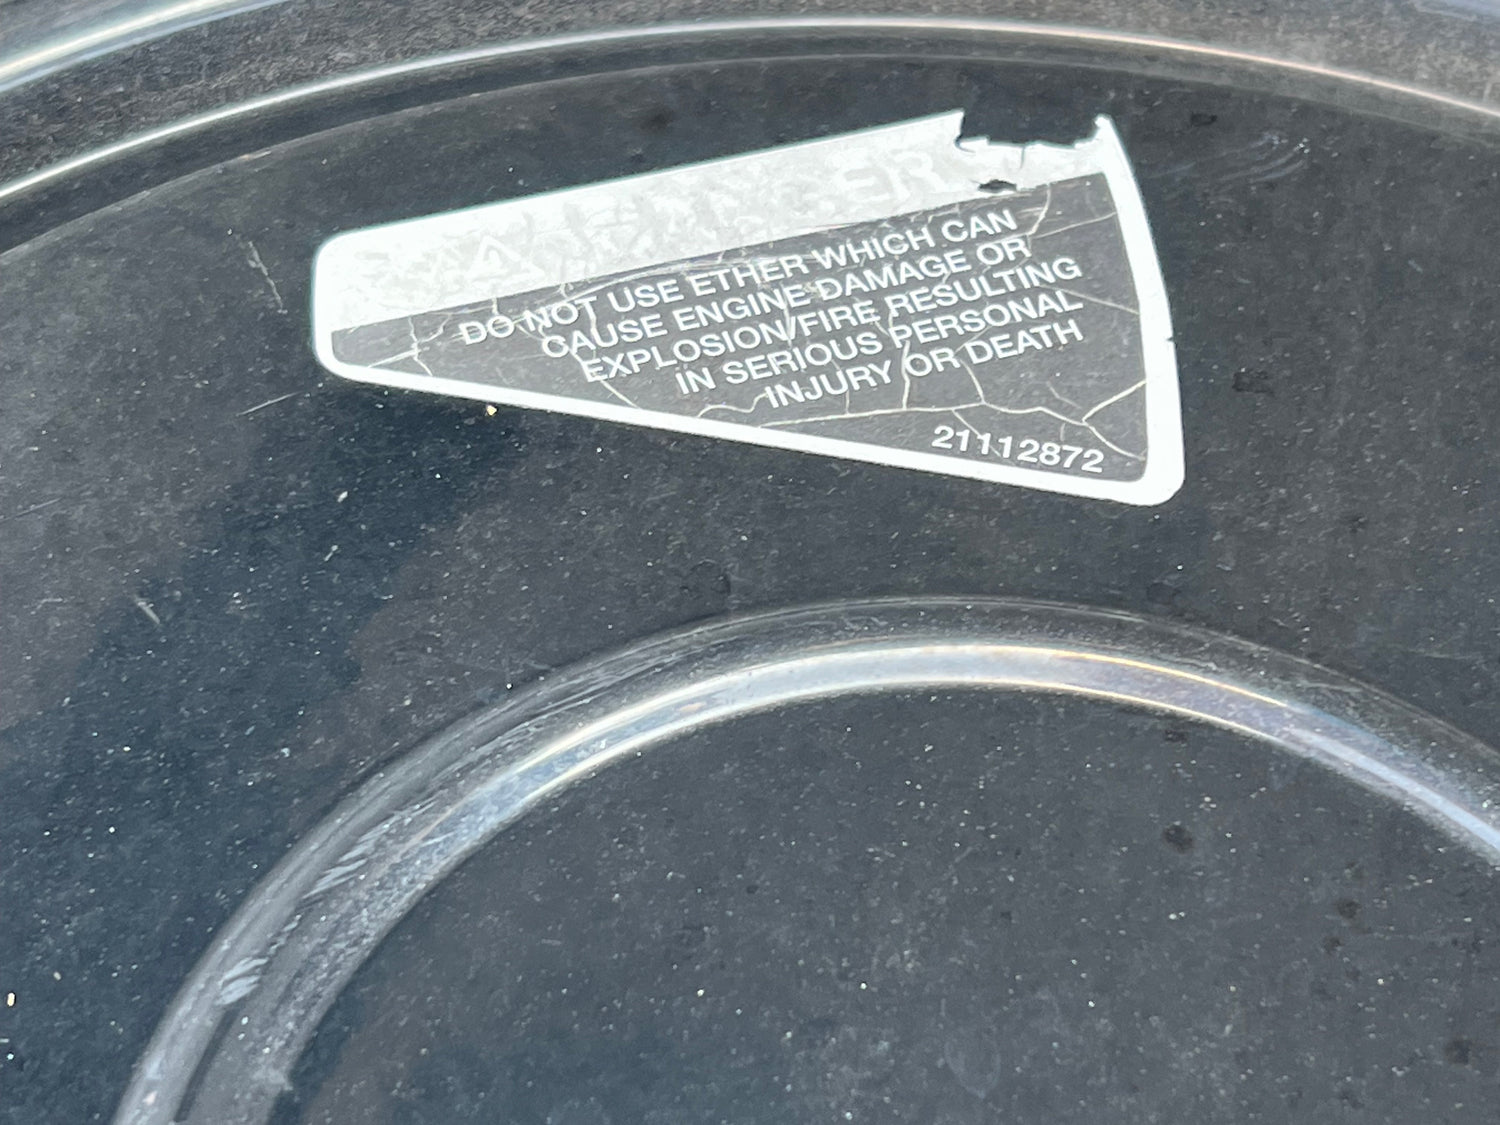 DANGER
DO NOT USE ETHER WHICH CAN
CAUSE ENGINE DAMAGE OR
EXPLOSION/FIRE RESULTING
IN SERIOUS PERSONAL
INJURY OR DEATH
21112872